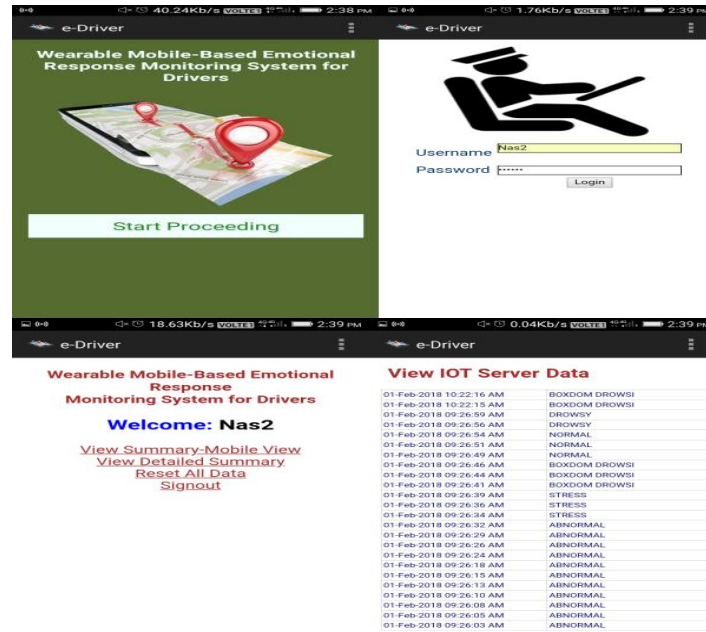 40.24Kb/s VOLTE 4G 2:38 PM
e-Driver
Wearable Mobile-Based Emotional
Response Monitoring System for
Drivers
Start Proceeding
1.76Kb/s VOLTE 2:39 PM
e-Driver
Username Nas2
Password ······
Login
18.63Kb/s VOLTE 2:39 PM
e-Driver
Wearable Mobile-Based Emotional
Response
Monitoring System for Drivers
Welcome: Nas2
View Summary-Mobile View
View Detailed Summary
Reset All Data
Signout
0.04Kb/s VOLTE 2:39 PM
e-Driver
View IOT Server Data
01-Feb-2018 10:22:16 AM BOXDOM DROWSI
01-Feb-2018 10:22:15 AM BOXDOM DROWSI
01-Feb-2018 09:26:59 AM DROWSY
01-Feb-2018 09:26:56 AM DROWSY
01-Feb-2018 09:26:54 AM NORMAL
01-Feb-2018 09:26:51 AM NORMAL
01-Feb-2018 09:26:49 AM NORMAL
01-Feb-2018 09:26:46 AM BOXDOM DROWSI
01-Feb-2018 09:26:44 AM BOXDOM DROWSI
01-Feb-2018 09:26:41 AM BOXDOM DROWSI
01-Feb-2018 09:26:39 AM STRESS
01-Feb-2018 09:26:36 AM STRESS
01-Feb-2018 09:26:34 AM STRESS
01-Feb-2018 09:26:32 AM ABNORMAL
01-Feb-2018 09:26:29 AM ABNORMAL
01-Feb-2018 09:26:26 AM ABNORMAL
01-Feb-2018 09:26:24 AM ABNORMAL
01-Feb-2018 09:26:18 AM ABNORMAL
01-Feb-2018 09:26:15 AM ABNORMAL
01-Feb-2018 09:26:13 AM ABNORMAL
01-Feb-2018 09:26:10 AM ABNORMAL
01-Feb-2018 09:26:08 AM ABNORMAL
01-Feb-2018 09:26:05 AM ABNORMAL
01-Feb-2018 09:26:03 AM ABNORMAL